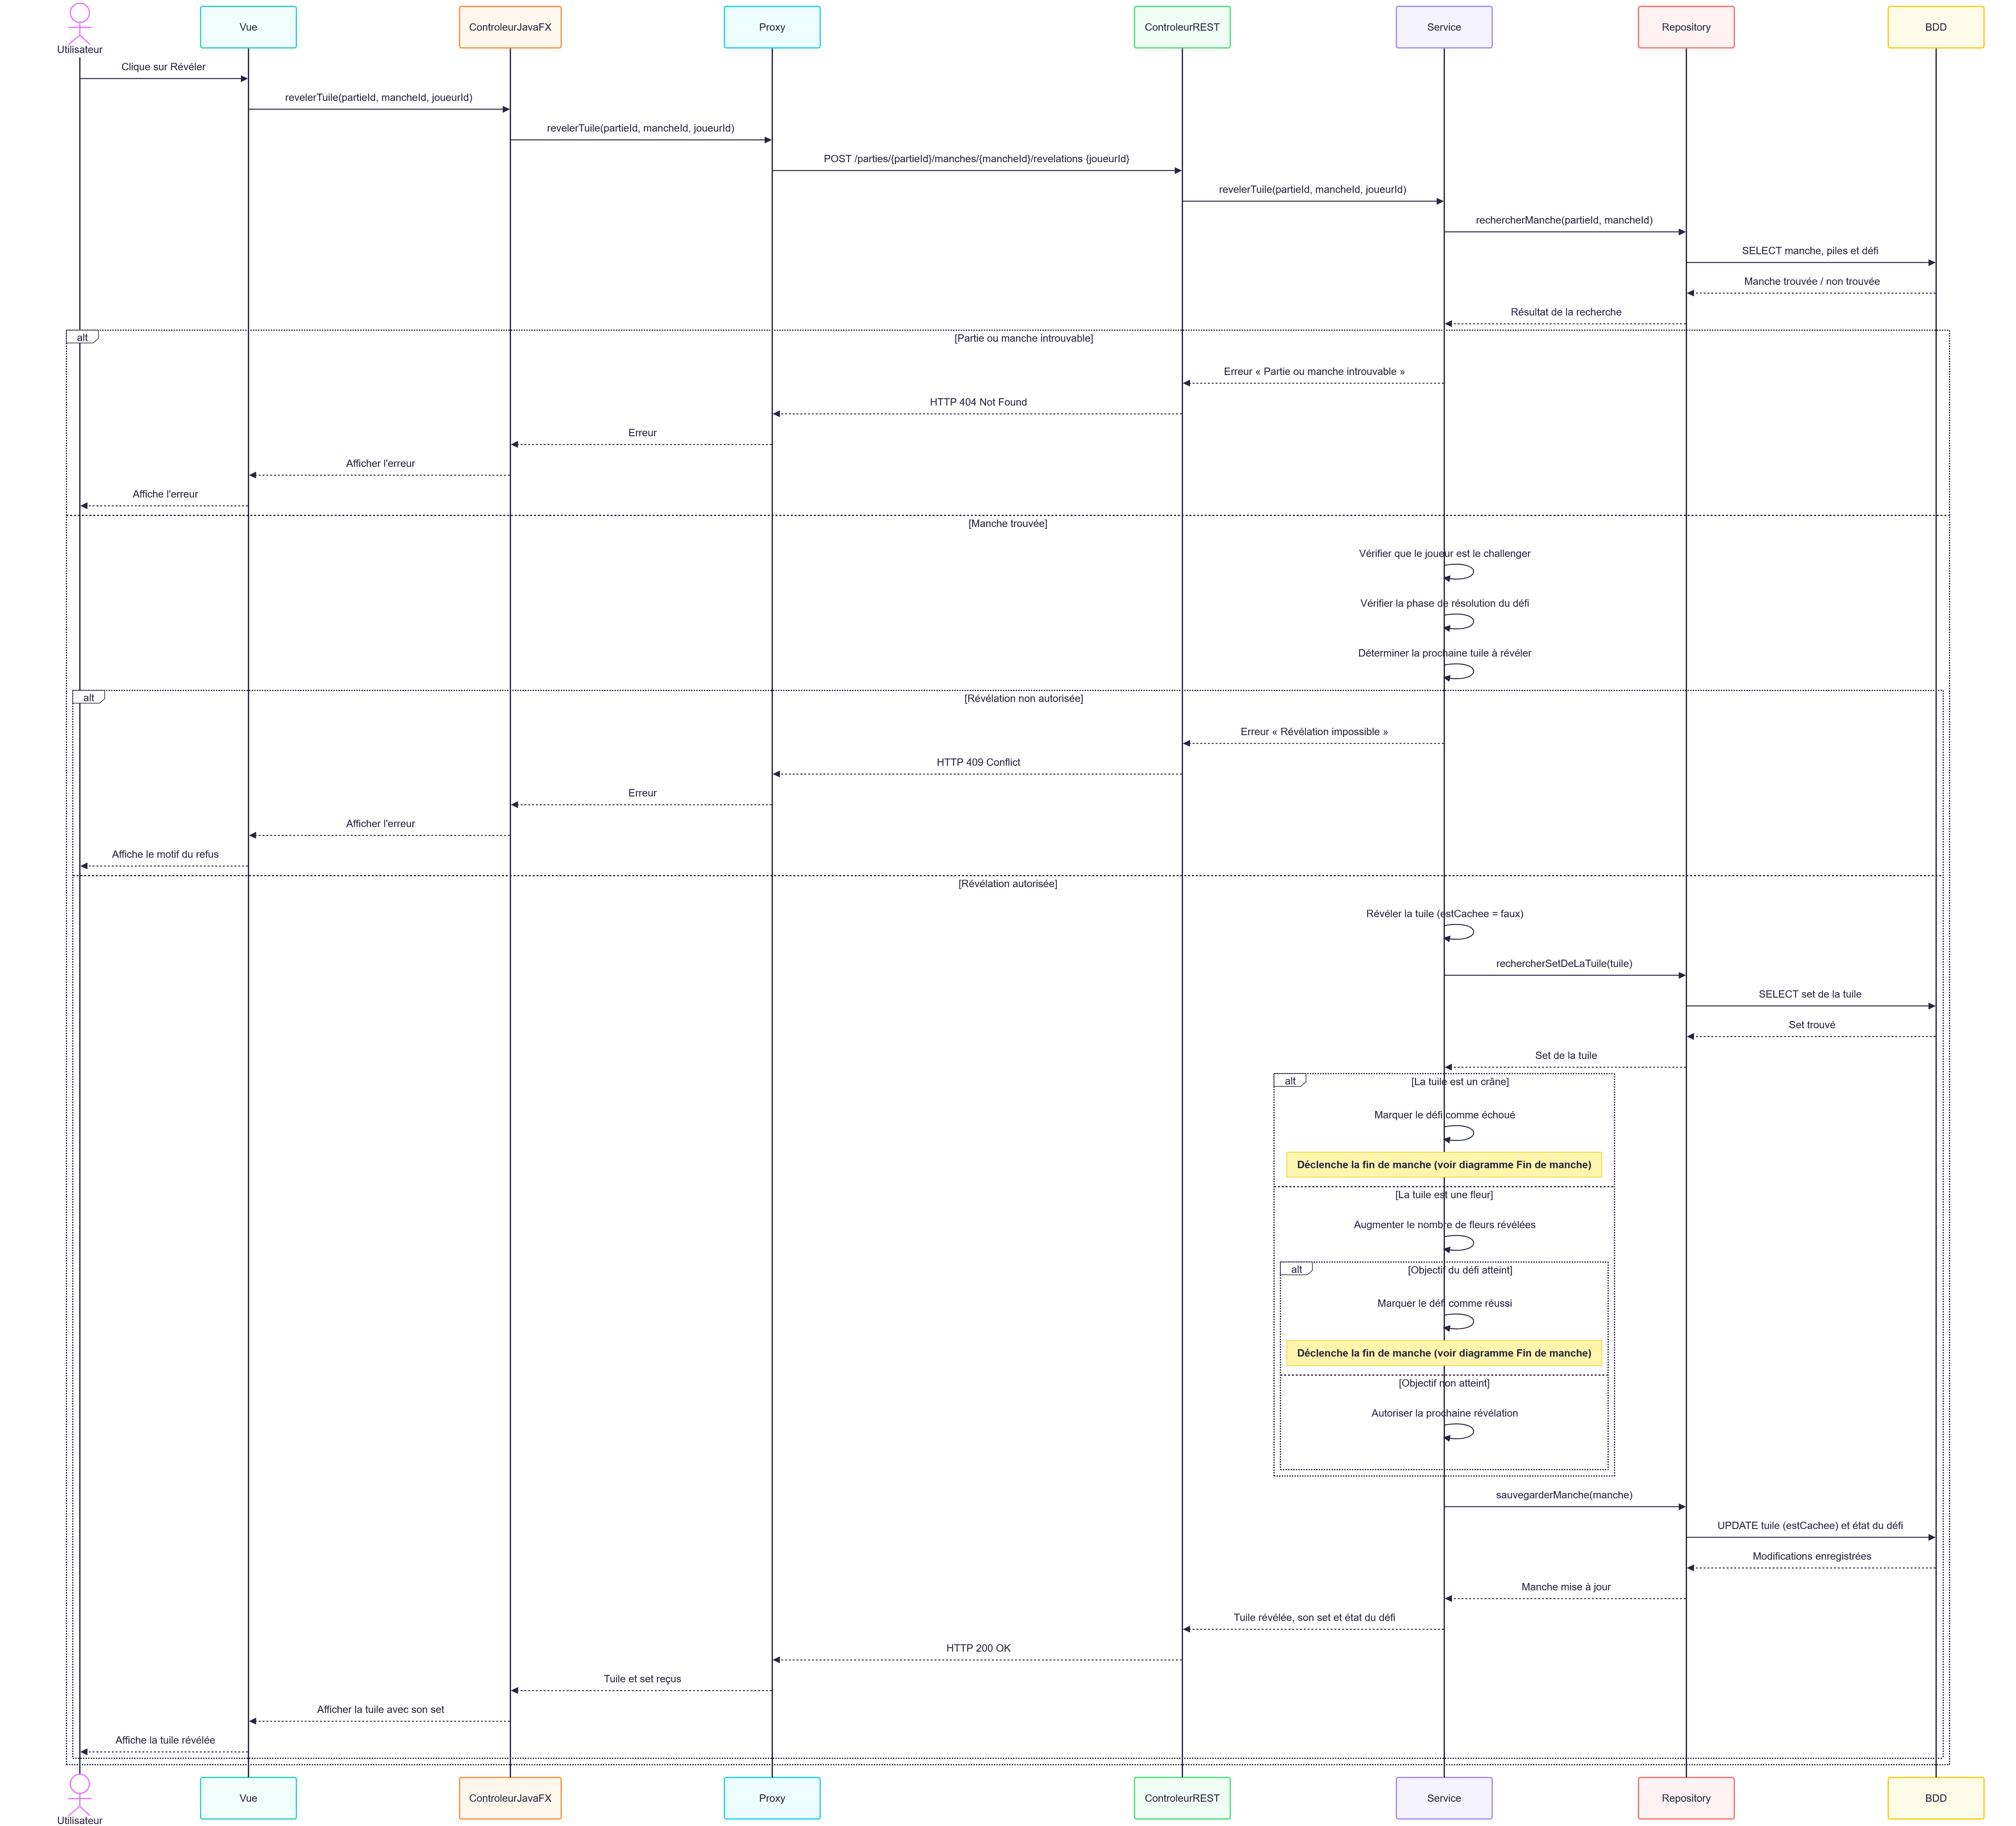 Utilisateur
Vue
ControleurJavaFX
Proxy
ControleurREST
Service
Repository
BDD
Clique sur Révéler
revelerTuile(partieId, mancheId, joueurId)
revelerTuile(partieId, mancheId, joueurId)
POST /parties/{partieId}/manches/{mancheId}/revelations {joueurId}
revelerTuile(partieId, mancheId, joueurId)
rechercherManche(partieId, mancheId)
SELECT manche, piles et défi
Manche trouvée / non trouvée
Résultat de la recherche
alt
[Partie ou manche introuvable]
Erreur « Partie ou manche introuvable »
HTTP 404 Not Found
Erreur
Afficher l'erreur
Affiche l'erreur
[Manche trouvée]
Vérifier que le joueur est le challenger
Vérifier la phase de résolution du défi
Déterminer la prochaine tuile à révéler
alt
[Révélation non autorisée]
Erreur « Révélation impossible »
HTTP 409 Conflict
Erreur
Afficher l'erreur
Affiche le motif du refus
[Révélation autorisée]
Révéler la tuile (estCachee = faux)
rechercherSetDeLaTuile(tuile)
SELECT set de la tuile
Set trouvé
Set de la tuile
alt
[La tuile est un crâne]
Marquer le défi comme échoué
Déclenche la fin de manche (voir diagramme Fin de manche)
[La tuile est une fleur]
Augmenter le nombre de fleurs révélées
alt
[Objectif du défi atteint]
Marquer le défi comme réussi
Déclenche la fin de manche (voir diagramme Fin de manche)
[Objectif non atteint]
Autoriser la prochaine révélation
sauvegarderManche(manche)
UPDATE tuile (estCachee) et état du défi
Modifications enregistrées
Manche mise à jour
Tuile révélée, son set et état du défi
HTTP 200 OK
Tuile et set reçus
Afficher la tuile avec son set
Affiche la tuile révélée
Utilisateur
Vue
ControleurJavaFX
Proxy
ControleurREST
Service
Repository
BDD